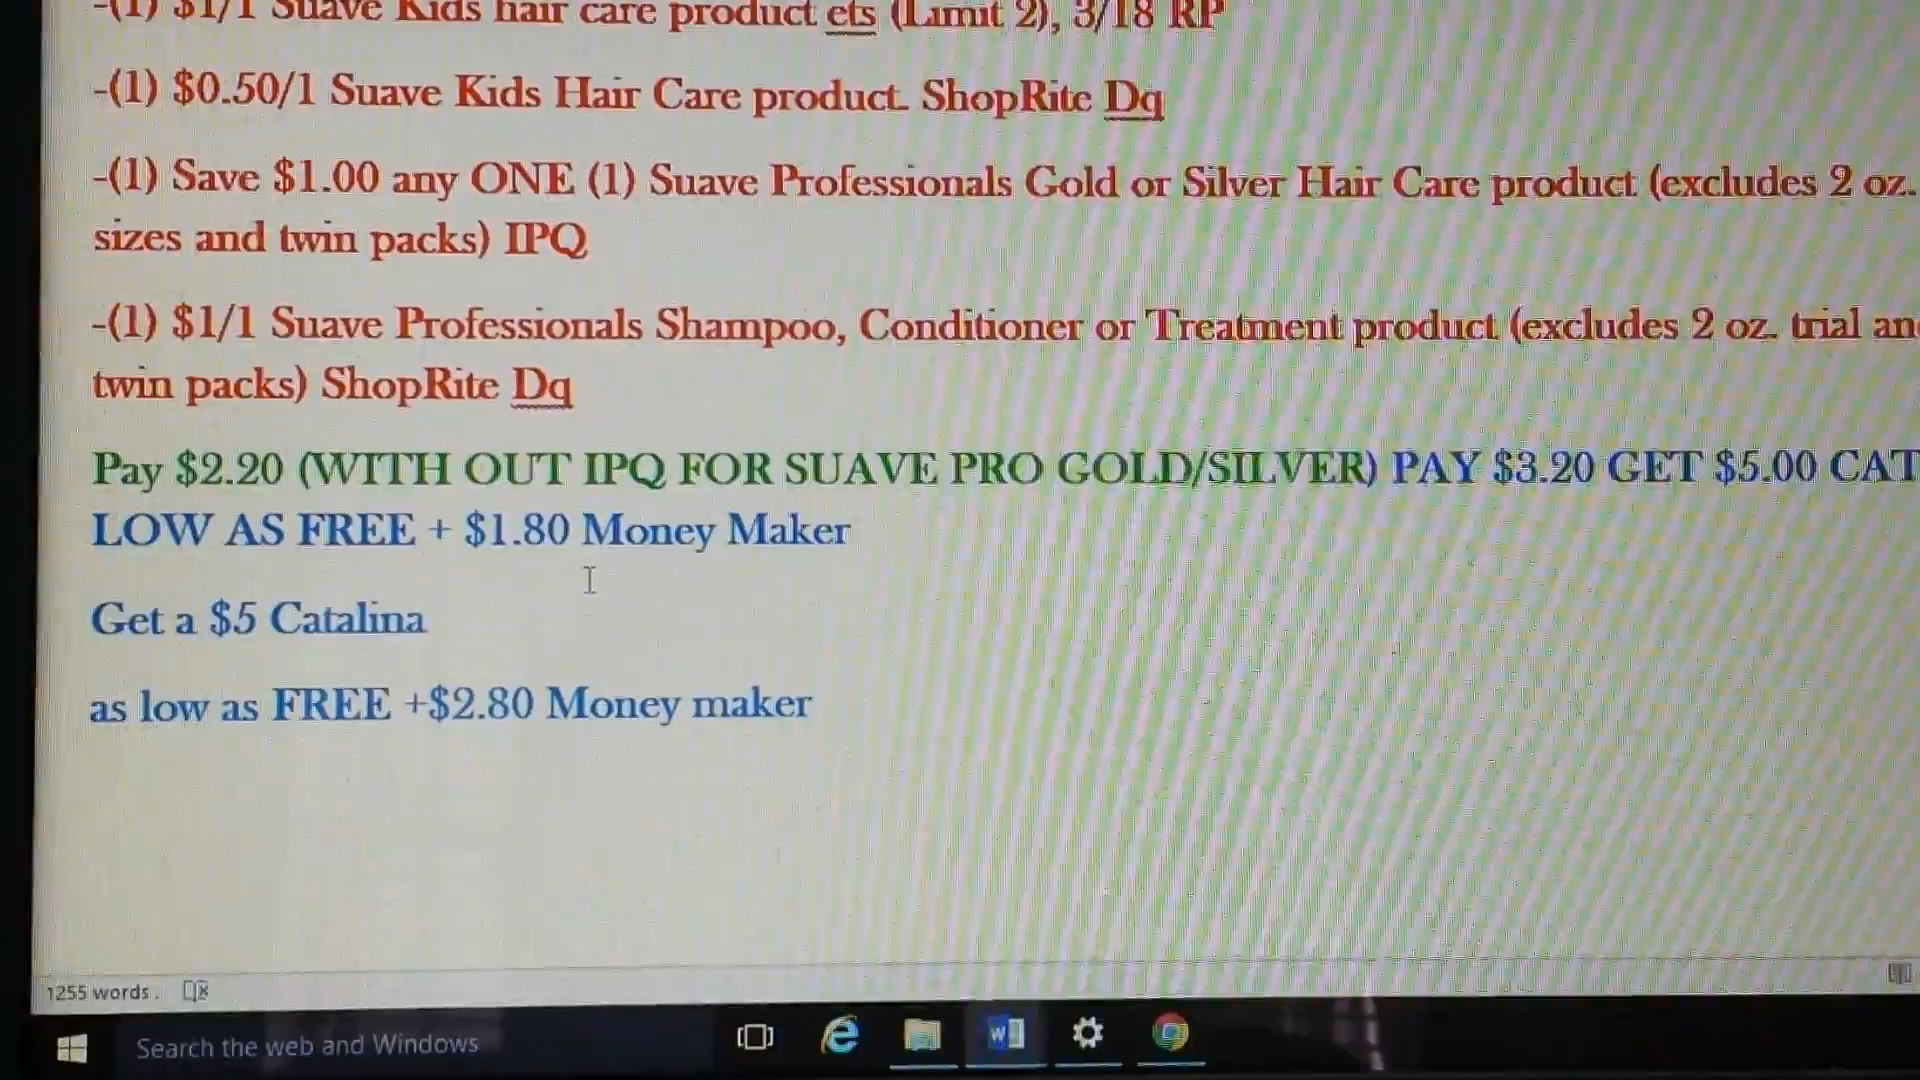 -(1) $1/1 Suave Kids hair care product ets (Limit 2), 3/18 RP
-(1) $0.50/1 Suave Kids Hair Care product. ShopRite Dq
-(1) Save $1.00 any ONE (1) Suave Professionals Gold or Silver Hair Care product (excludes 2 oz.
sizes and twin packs) IPQ
-(1) $1/1 Suave Professionals Shampoo, Conditioner or Treatment product (excludes 2 oz. trial an
twin packs) ShopRite Dq
Pay $2.20 (WITH OUT IPQ FOR SUAVE PRO GOLD/SILVER) PAY $3.20 GET $5.00 CAT
LOW AS FREE + $1.80 Money Maker
Get a $5 Catalina
as low as FREE +$2.80 Money maker
1255 words
Search the web and Windows